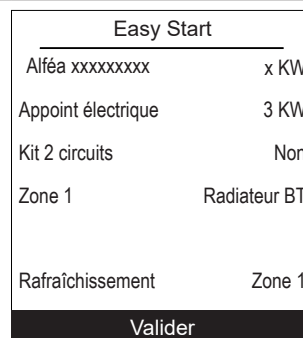 Easy Start
Alféa xxxxxxxxx x KW
Appoint électrique 3 KW
Kit 2 circuits Non
Zone 1 Radiateur BT
Rafraîchissement Zone 1
Valider